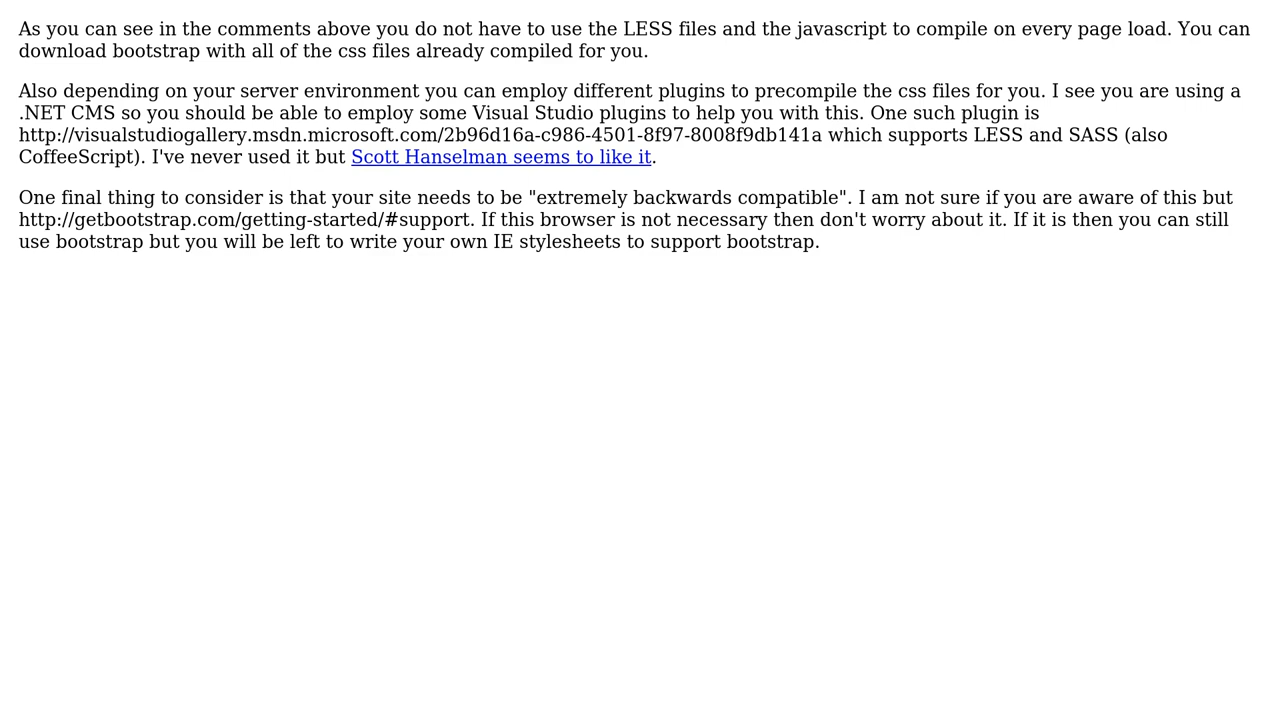 As you can see in the comments above you do not have to use the LESS files and the javascript to compile on every page load. You can
download bootstrap with all of the css files already compiled for you.
Also depending on your server environment you can employ different plugins to precompile the css files for you. I see you are using a
.NET CMS so you should be able to employ some Visual Studio plugins to help you with this. One such plugin is
http://visualstudiogallery.msdn.microsoft.com/2b96d16a-c986-4501-8f97-8008f9db141a which supports LESS and SASS (also
CoffeeScript). I've never used it but Scott Hanselman seems to like it.
One final thing to consider is that your site needs to be "extremely backwards compatible". I am not sure if you are aware of this but
http://getbootstrap.com/getting-started/#support. If this browser is not necessary then don't worry about it. If it is then you can still
use bootstrap but you will be left to write your own IE stylesheets to support bootstrap.